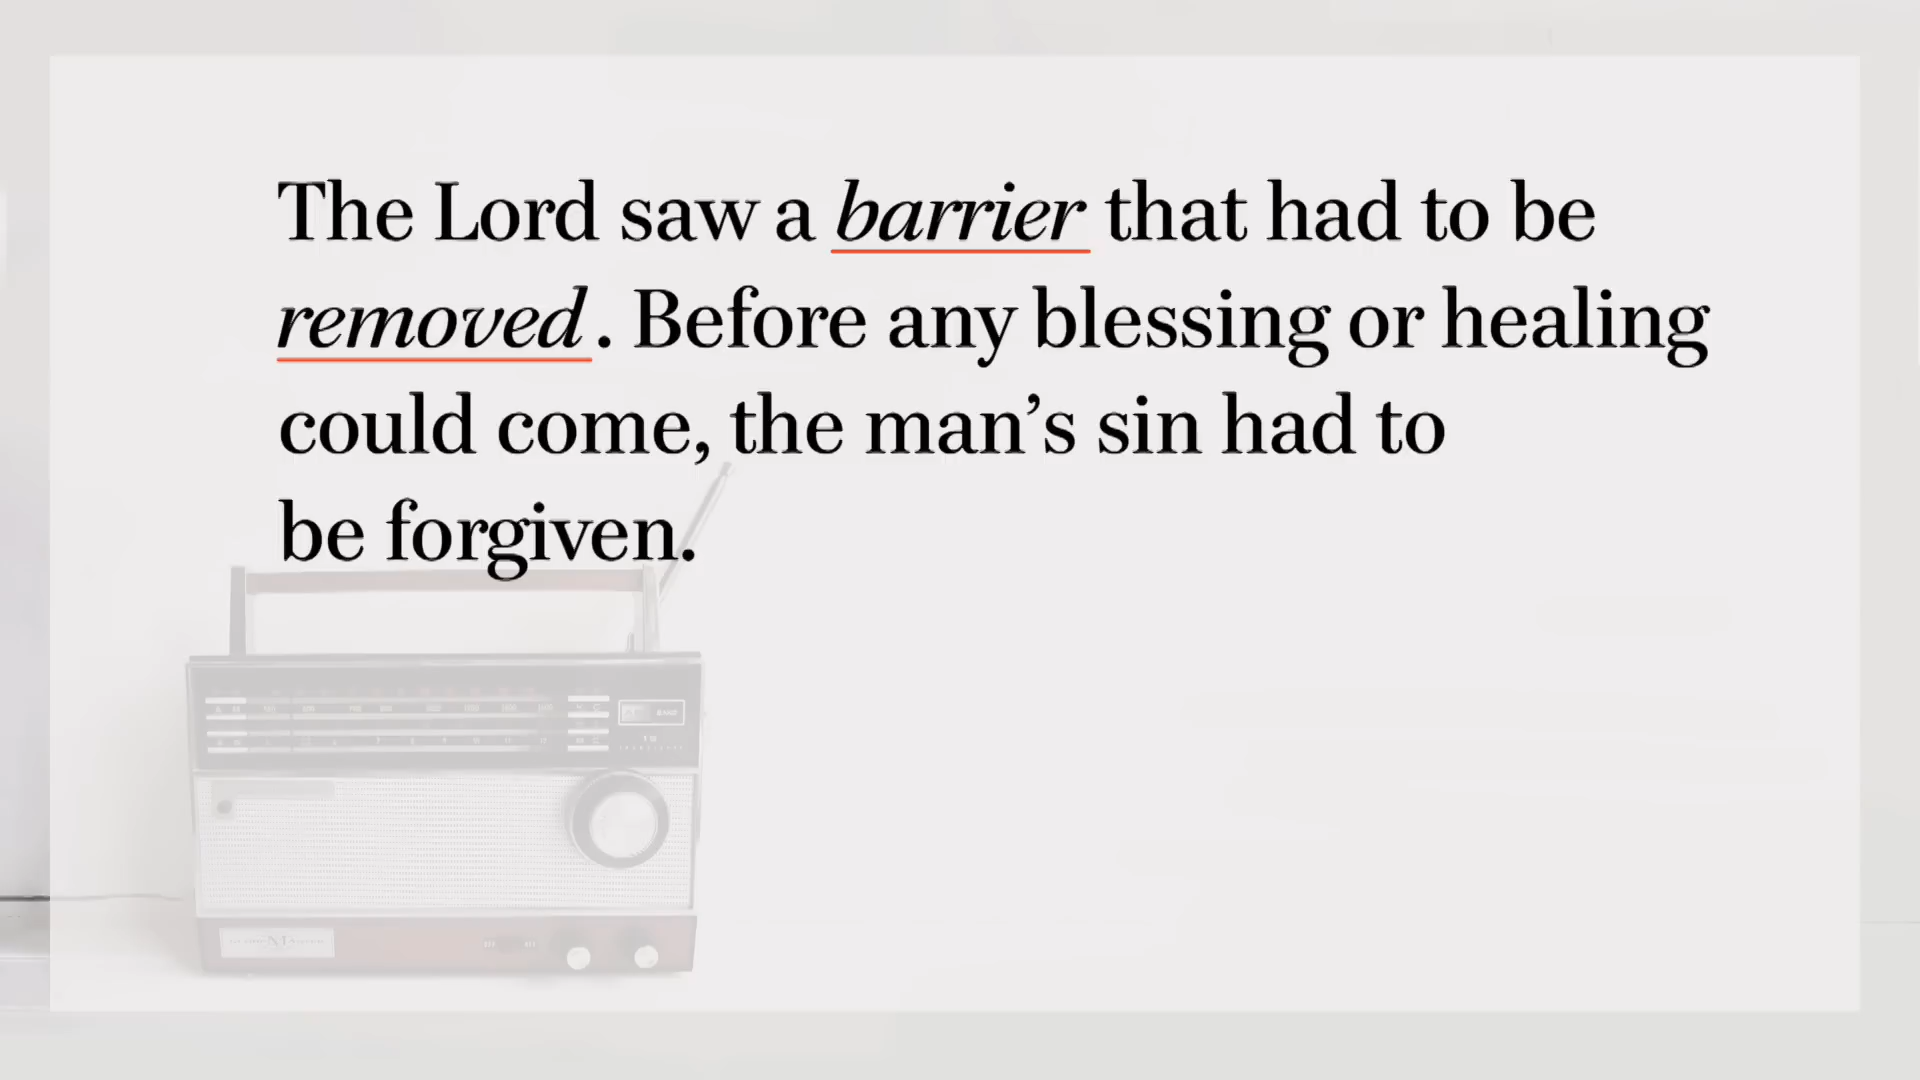 The Lord saw a barrier that had to be
removed. Before any blessing or healing
could come, the man’s sin had to
be forgiven.